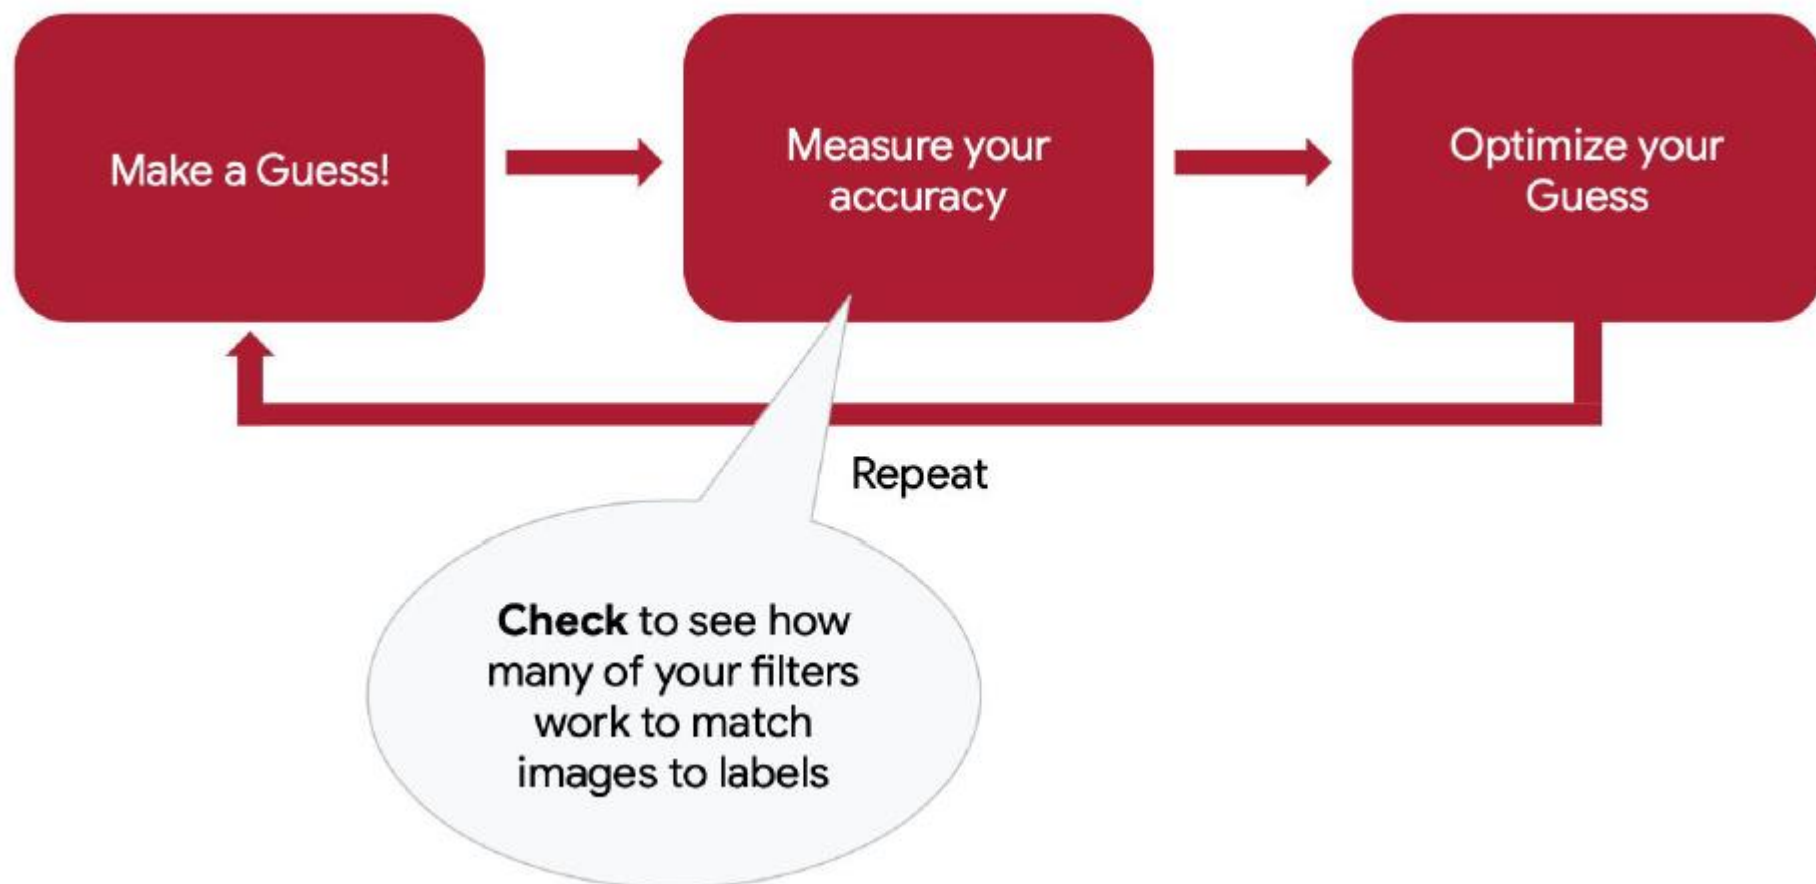 Make a Guess!
Measure your
accuracy
Optimize your
Guess
Repeat
Check to see how
many of your filters
work to match
images to labels